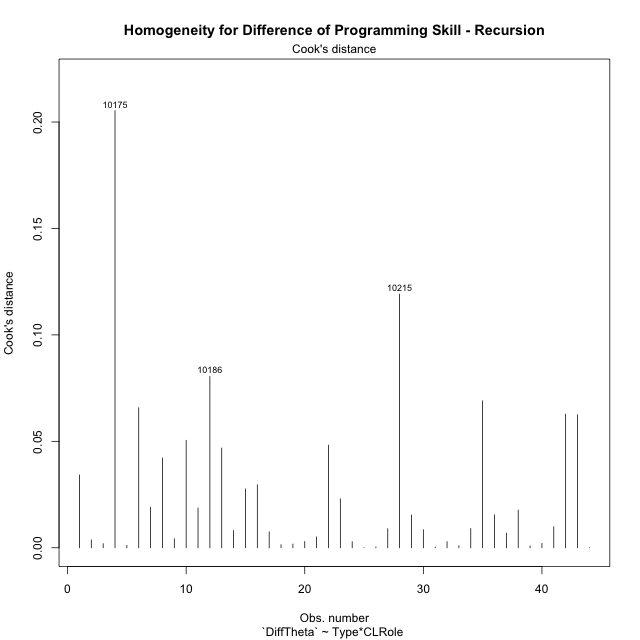 Homogeneity for Difference of Programming Skill - Recursion
Cook's distance
10175
10215
10186
Cook's distance
0.20
0.15
0.10
0.05
0.00
0 10 20 30 40
Obs. number
`DiffTheta` ~ Type*CLRole